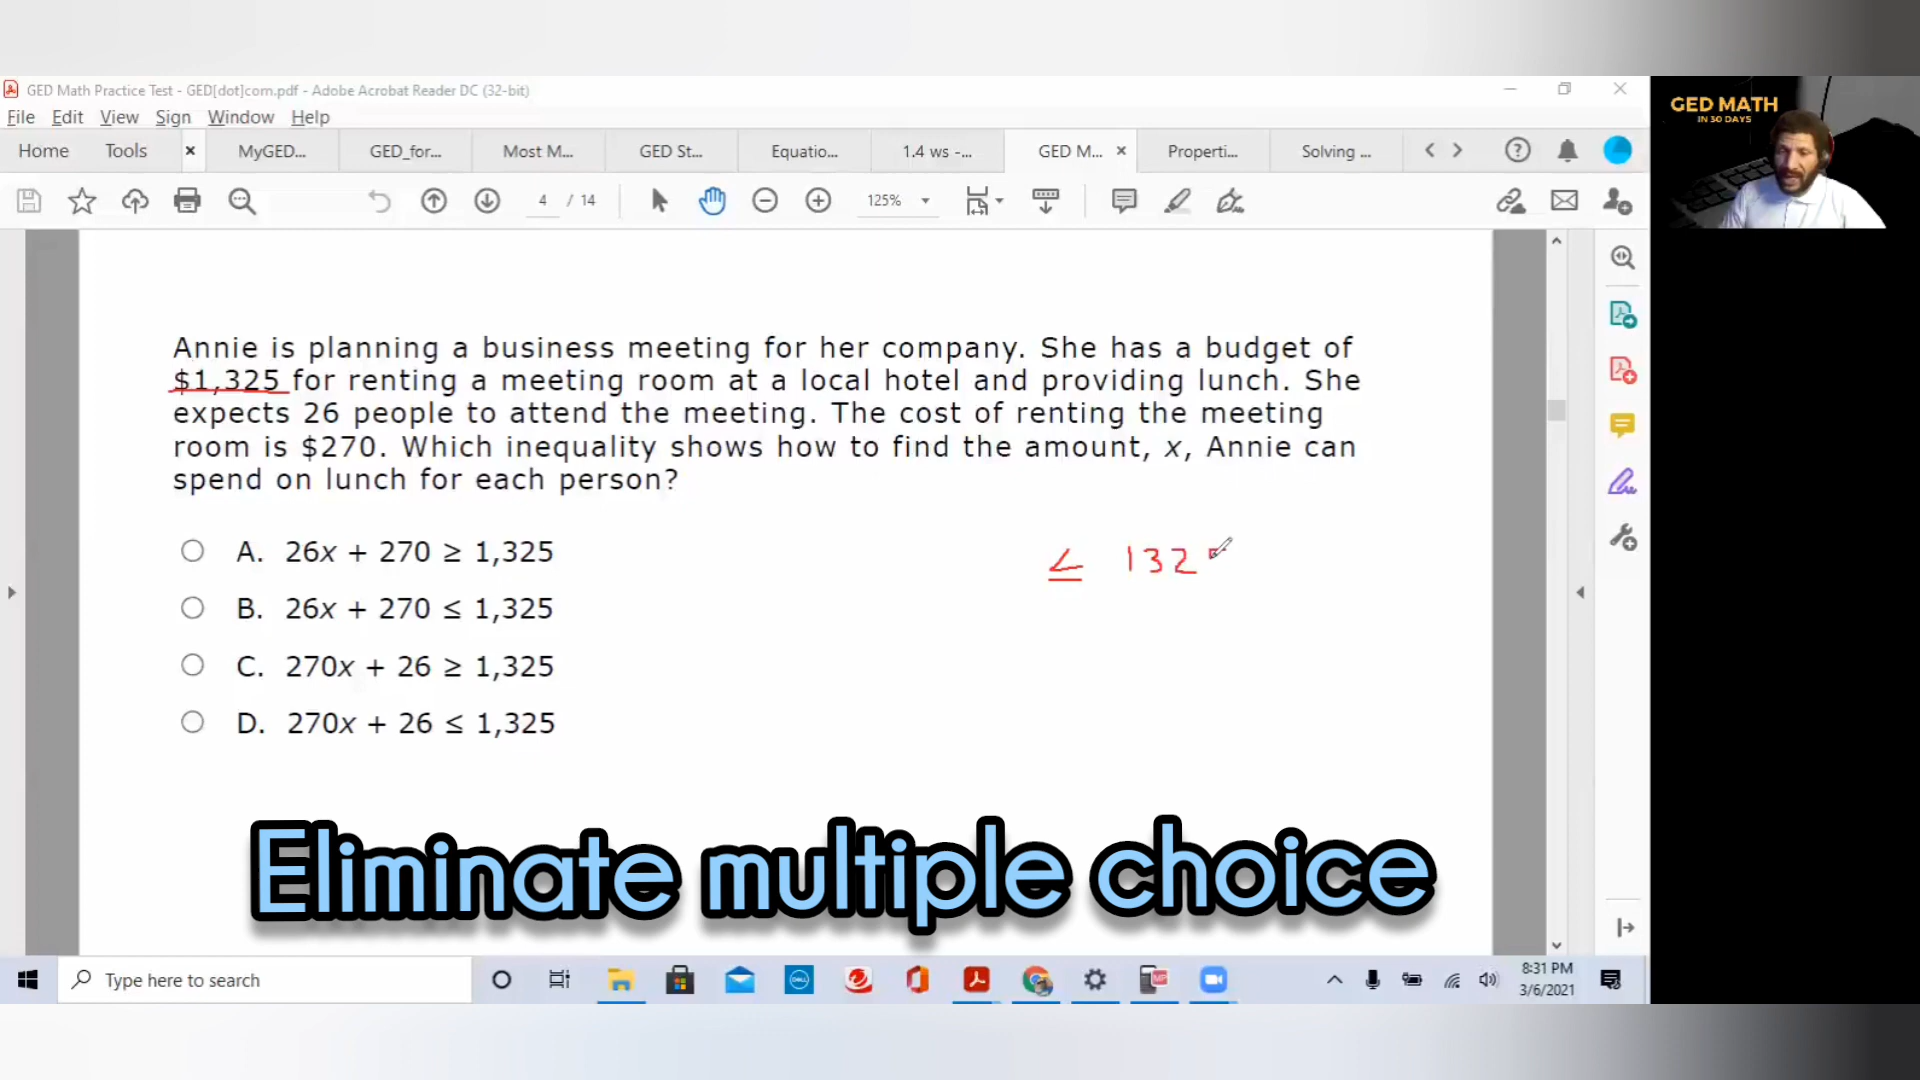 GED Math Practice Test - GED[dot]com.pdf - Adobe Acrobat Reader DC (32-bit)
File Edit View Sign Window Help
Home Tools × MyGED... GED_for... Most M... GED St... Equatio... 1.4 ws -... GED M... × Properti... Solving ...
4 / 14 125%
GED MATH
IN 30 DAYS
Annie is planning a business meeting for her company. She has a budget of
$1,325 for renting a meeting room at a local hotel and providing lunch. She
expects 26 people to attend the meeting. The cost of renting the meeting
room is $270. Which inequality shows how to find the amount, x, Annie can
spend on lunch for each person?
A. 26x + 270 ≥ 1,325
B. 26x + 270 ≤ 1,325
C. 270x + 26 ≥ 1,325
D. 270x + 26 ≤ 1,325
≤ 132
Eliminate multiple choice
Type here to search
DELL
8:31 PM
3/6/2021